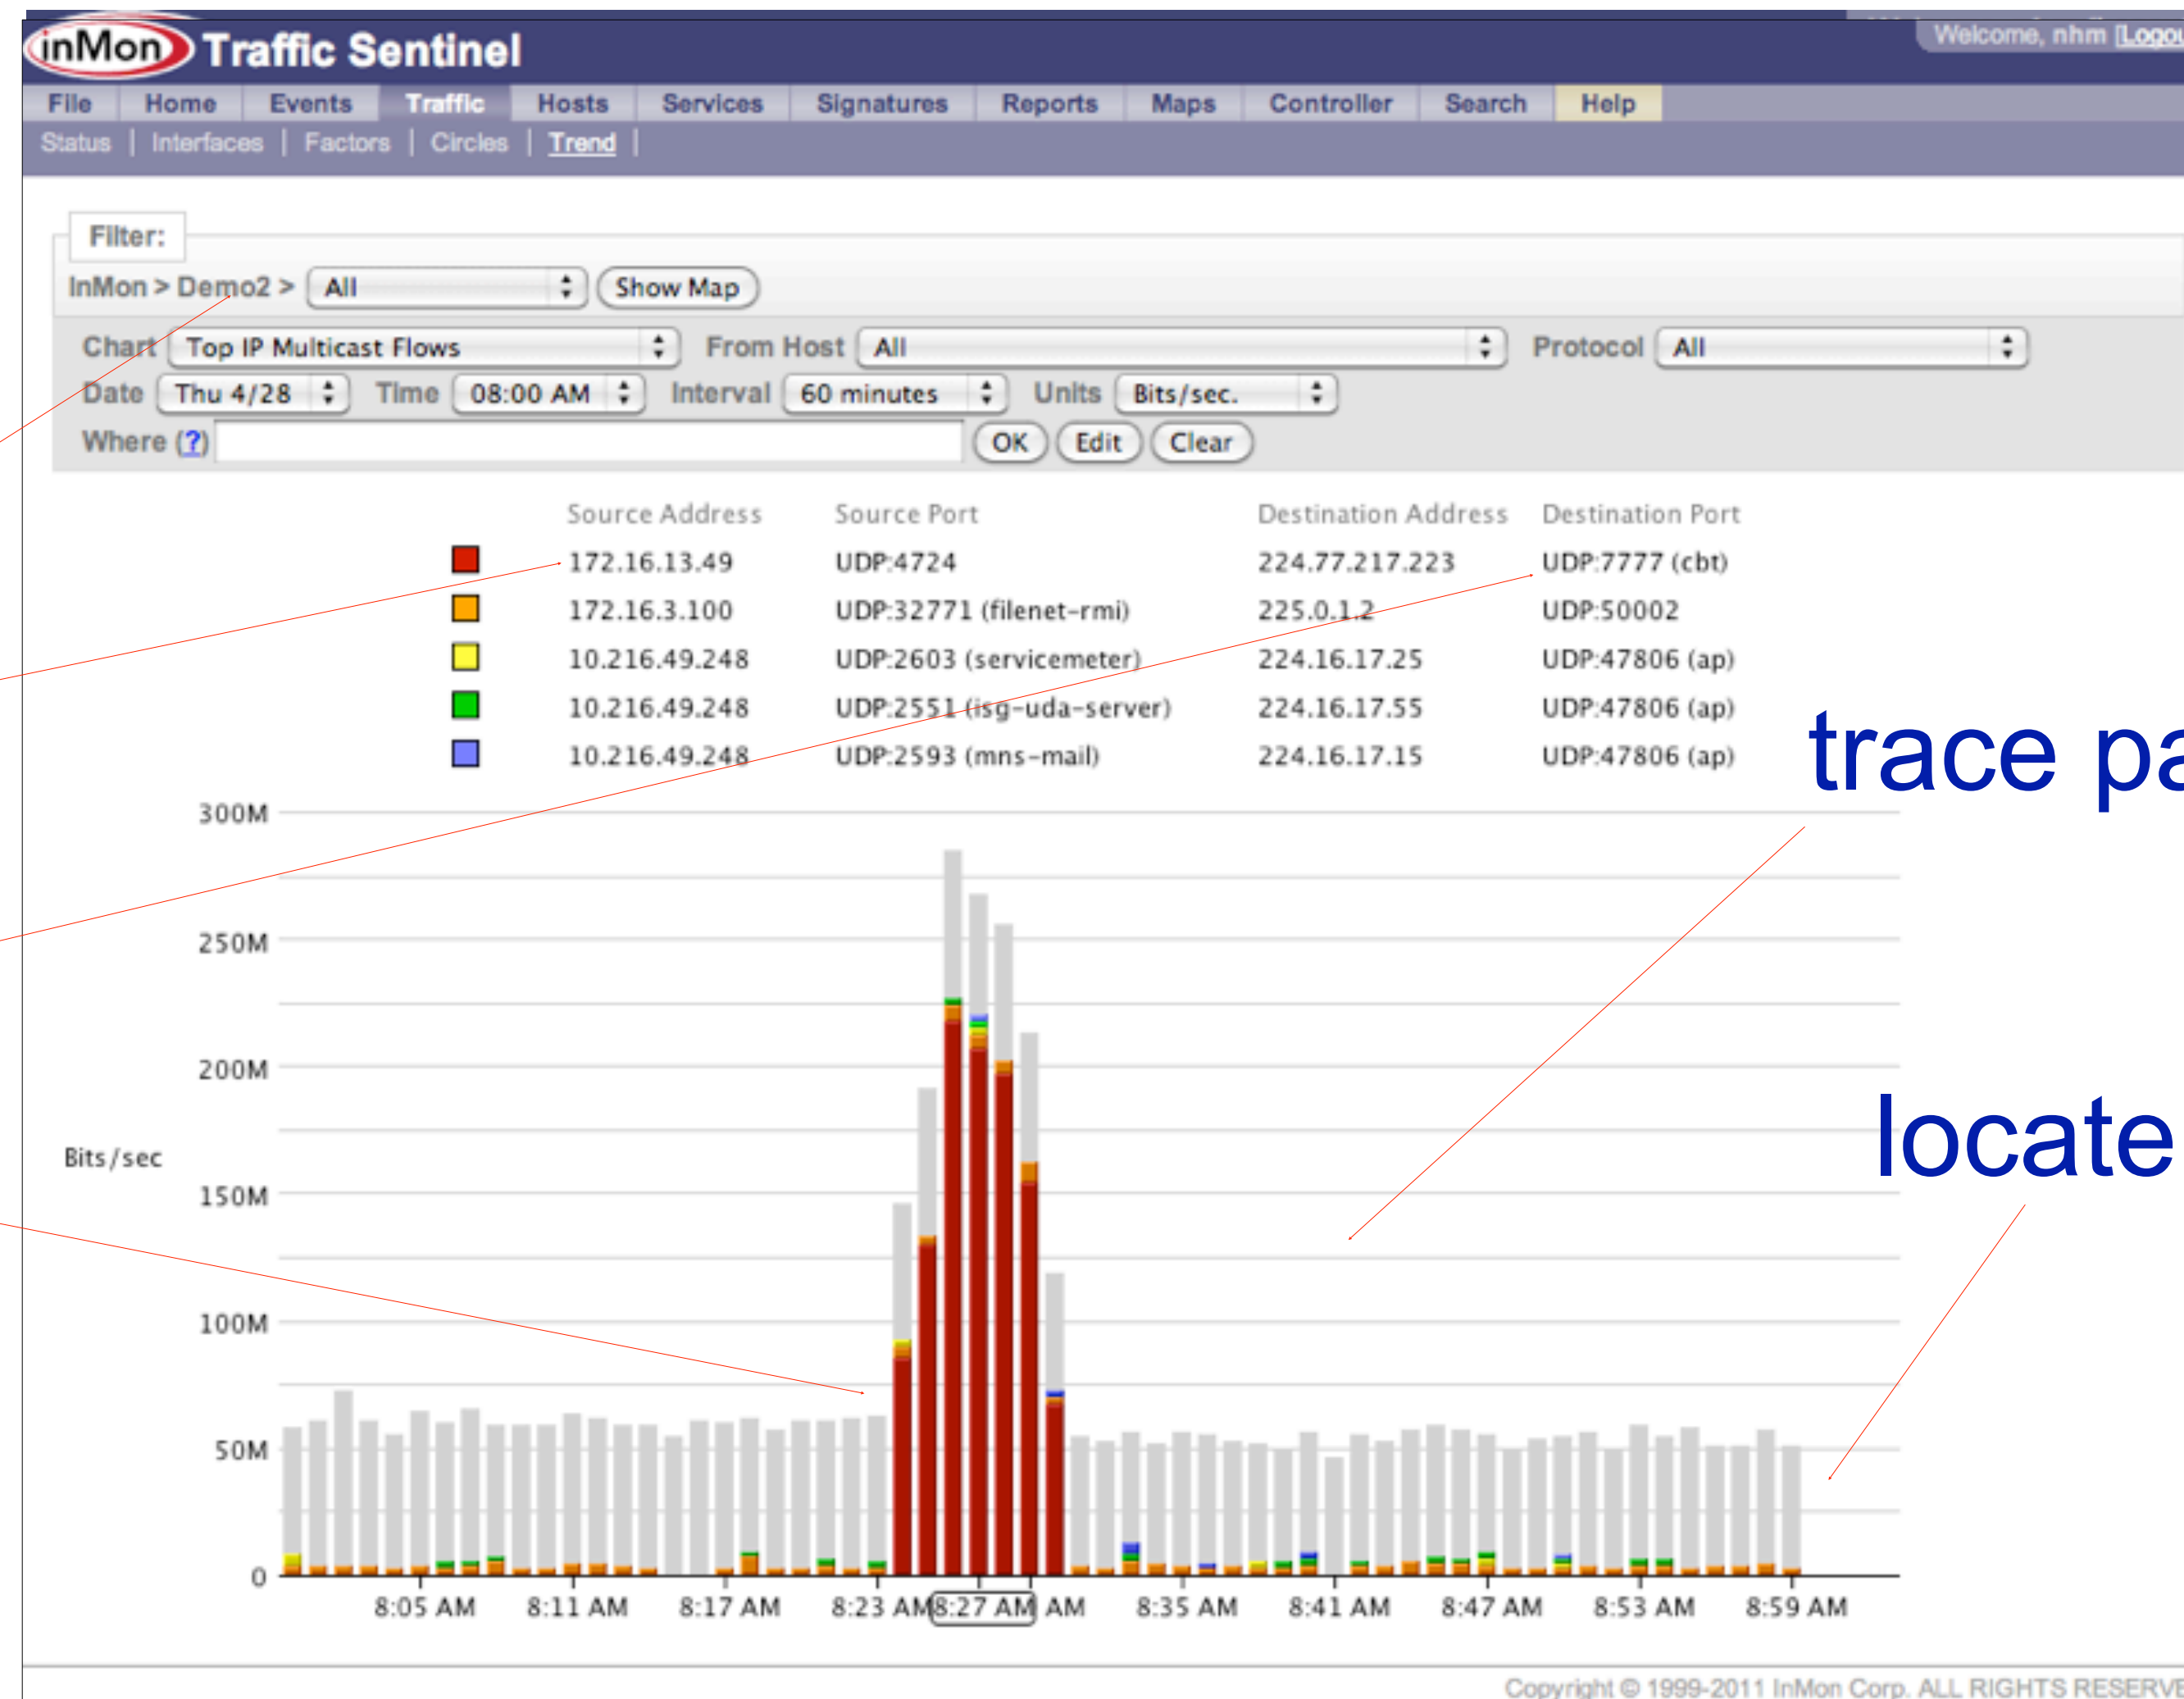 inMon Traffic Sentinel
Welcome, nhm [Logou
File Home Events Traffic Hosts Services Signatures Reports Maps Controller Search Help
Status | Interfaces | Factors | Circles | Trend |
Filter:
InMon > Demo2 > All Show Map
Chart Top IP Multicast Flows From Host All Protocol All
Date Thu 4/28 Time 08:00 AM Interval 60 minutes Units Bits/sec.
Where (?) OK Edit Clear
Source Address Source Port Destination Address Destination Port
172.16.13.49 UDP:4724 224.77.217.223 UDP:7777 (cbt)
172.16.3.100 UDP:32771 (filenet-rmi) 225.0.1.2 UDP:50002
10.216.49.248 UDP:2603 (servicemeter) 224.16.17.25 UDP:47806 (ap)
10.216.49.248 UDP:2551 (isg-uda-server) 224.16.17.55 UDP:47806 (ap)
10.216.49.248 UDP:2593 (mns-mail) 224.16.17.15 UDP:47806 (ap)
trace pa
300M
250M
200M
locate
Bits/sec
150M
100M
50M
0
8:05 AM 8:11 AM 8:17 AM 8:23 AM 8:27 AM AM 8:35 AM 8:41 AM 8:47 AM 8:53 AM 8:59 AM
Copyright © 1999-2011 InMon Corp. ALL RIGHTS RESERVE